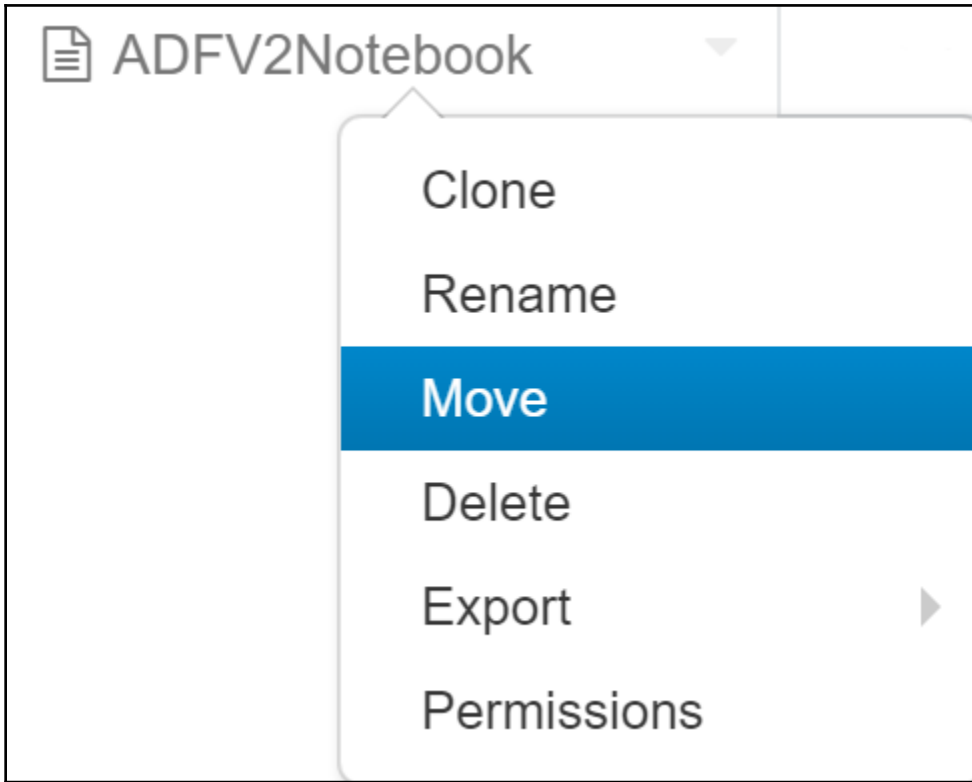 ADFV2Notebook
Clone
Rename
Move
Delete
Export
Permissions